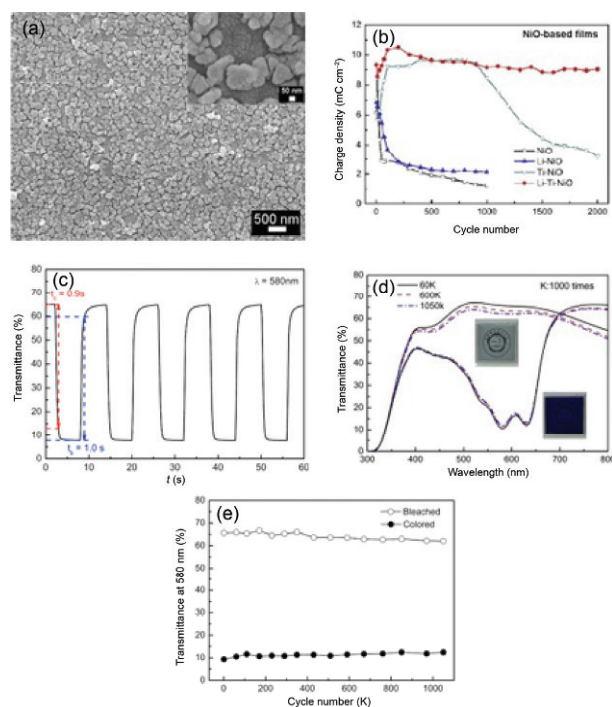 (a)
50 nm
500 nm
(b)
NiO-based films
Charge density (mC cm⁻²)
12
10
8
6
4
2
0
NiO
Li-NiO
Ti-NiO
Li-Ti-NiO
0 500 1000 1500 2000
Cycle number
(c)
λ = 580nm
Transmittance (%)
80
70
60
50
40
30
20
10
0
= 0.9s
= 1.0 s
0 10 20 30 40 50 60
t (s)
(d)
K:1000 times
60K
600K
1050k
Transmittance (%)
80
70
60
50
40
30
20
10
0
300 400 500 600 700 800
Wavelength (nm)
(e)
Bleached
Colored
Transmittance at 580 nm (%)
80
70
60
50
40
30
20
10
0
0 200 400 600 800 1000
Cycle number (K)